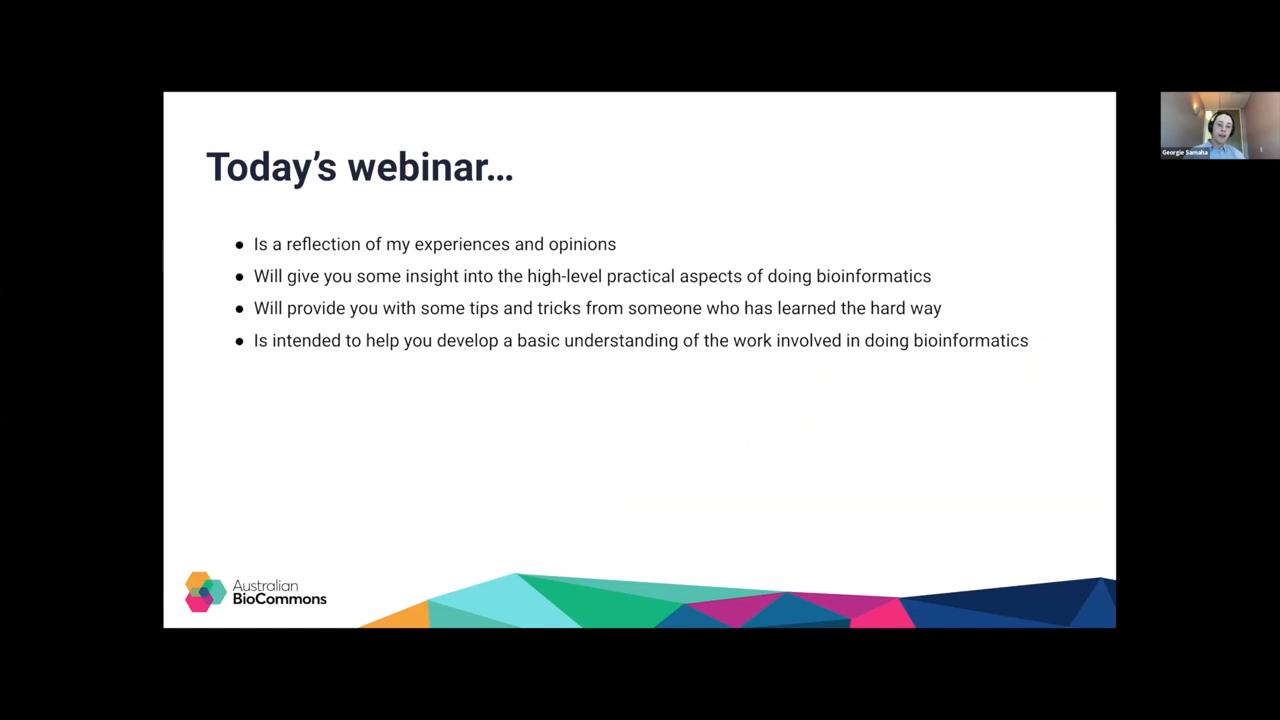 Today's webinar...
● Is a reflection of my experiences and opinions
● Will give you some insight into the high-level practical aspects of doing bioinformatics
● Will provide you with some tips and tricks from someone who has learned the hard way
● Is intended to help you develop a basic understanding of the work involved in doing bioinformatics
Georgie Samaha
Australian
BioCommons